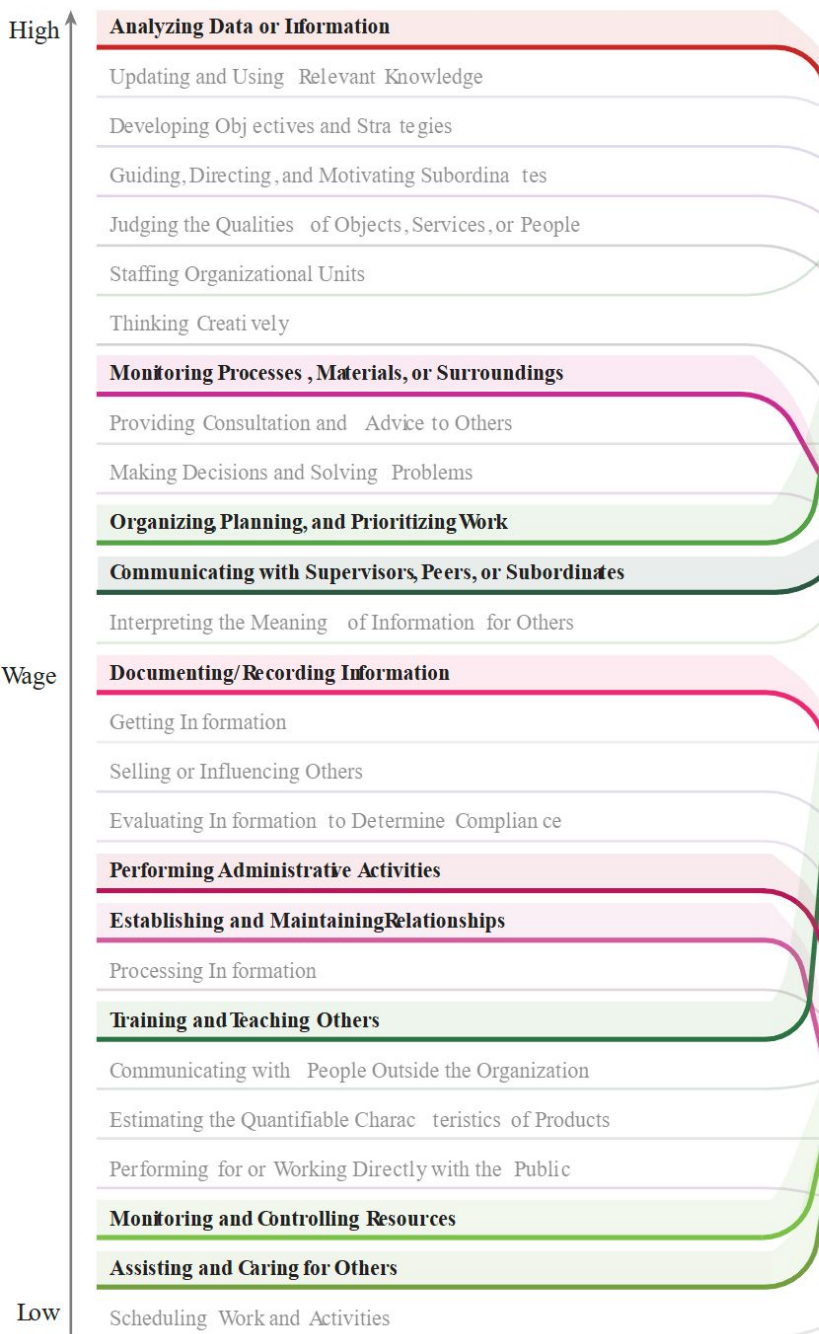 High
Analyzing Data or Information
Updating and Using Relevant Knowledge
Developing Objectives and Strategies
Guiding, Directing, and Motivating Subordinates
Judging the Qualities of Objects, Services, or People
Staffing Organizational Units
Thinking Creatively
Monitoring Processes, Materials, or Surroundings
Providing Consultation and Advice to Others
Making Decisions and Solving Problems
Organizing, Planning, and Prioritizing Work
Communicating with Supervisors, Peers, or Subordinates
Interpreting the Meaning of Information for Others
Wage
Documenting/Recording Information
Getting Information
Selling or Influencing Others
Evaluating Information to Determine Compliance
Performing Administrative Activities
Establishing and Maintaining Relationships
Processing Information
Training and Teaching Others
Communicating with People Outside the Organization
Estimating the Quantifiable Characteristics of Products
Performing for or Working Directly with the Public
Monitoring and Controlling Resources
Assisting and Caring for Others
Low
Scheduling Work and Activities